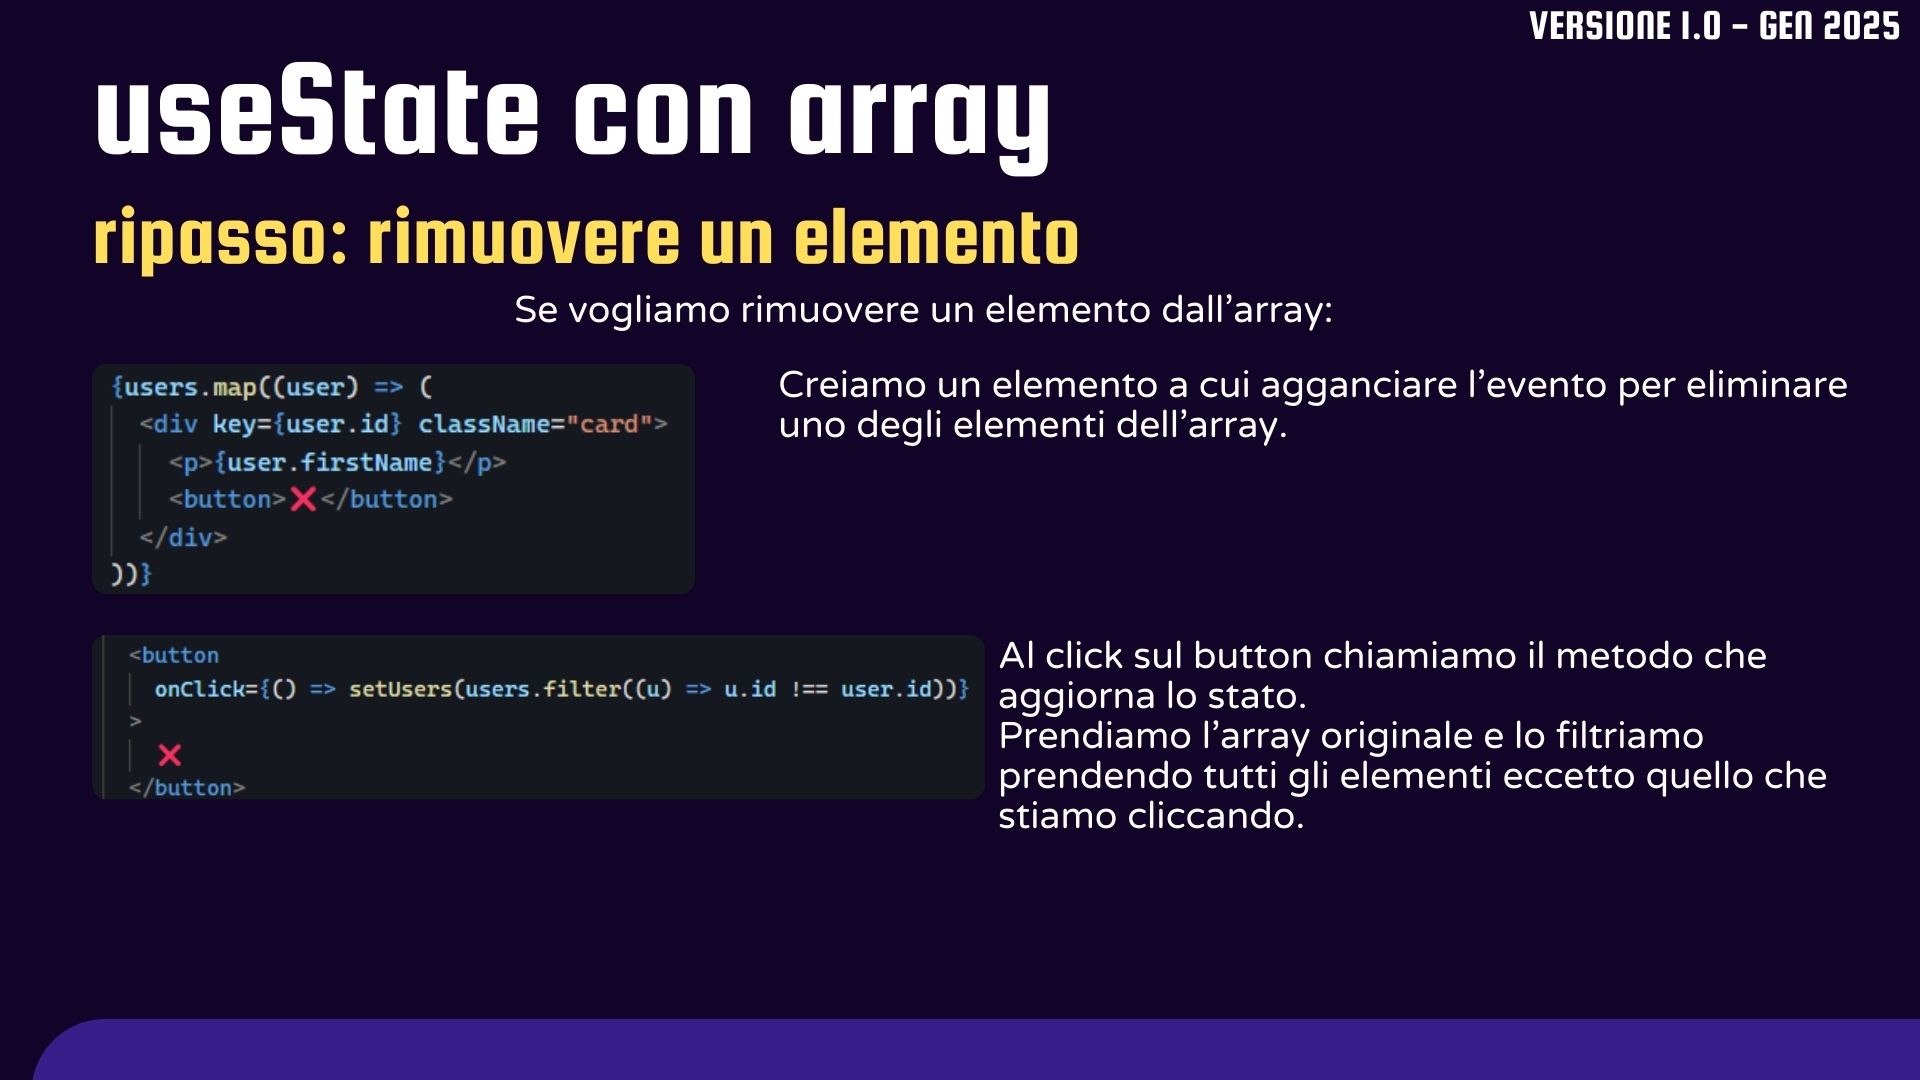 VERSIONE 1.0 - GEN 2025
useState con array
ripasso: rimuovere un elemento
Se vogliamo rimuovere un elemento dall’array:
{users.map((user) => (
<div key={user.id} className="card">
<p>{user.firstName}</p>
<button>❌</button>
</div>
))}
Creiamo un elemento a cui agganciare l’evento per eliminare
uno degli elementi dell’array.
<button
onClick={() => setUsers(users.filter((u) => u.id !== user.id))}
>
❌
</button>
Al click sul button chiamiamo il metodo che
aggiorna lo stato.
Prendiamo l’array originale e lo filtriamo
prendendo tutti gli elementi eccetto quello che
stiamo cliccando.